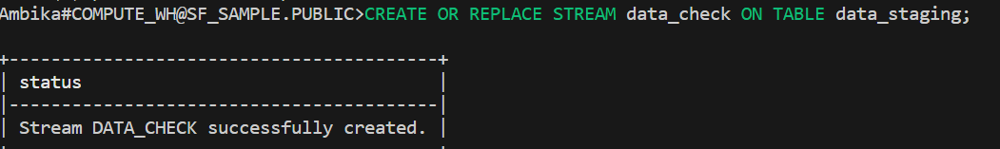 Ambika#COMPUTE_WH@SF_SAMPLE.PUBLIC>CREATE OR REPLACE STREAM data_check ON TABLE data_staging;
+-----------------------------------------+
| status                                  |
|-----------------------------------------|
| Stream DATA_CHECK successfully created. |